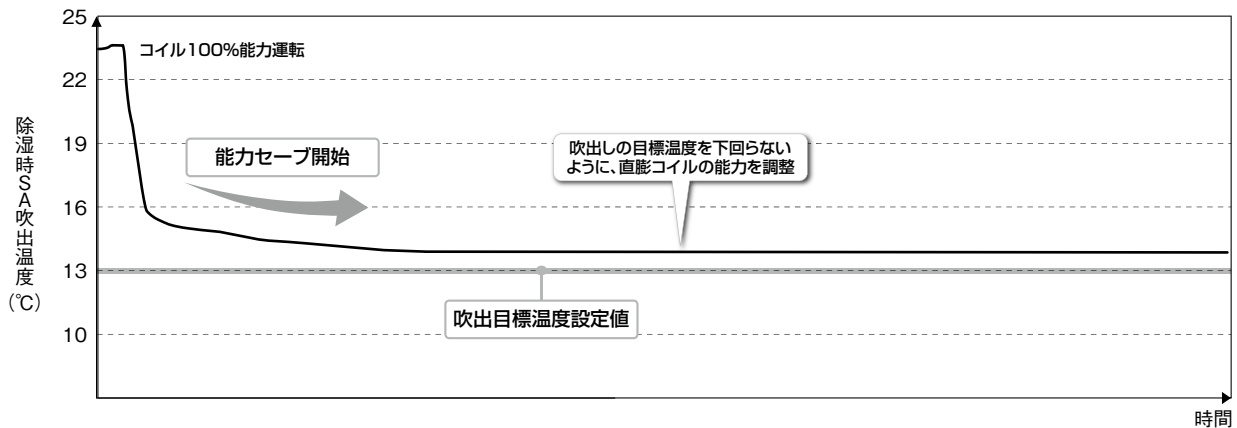 25
コイル100%能力運転
22
19
能力セーブ開始
吹出しの目標温度を下回らない
ように、直膨コイルの能力を調整
16
13
吹出目標温度設定値
10
除湿時SA吹出温度
(℃)
時間